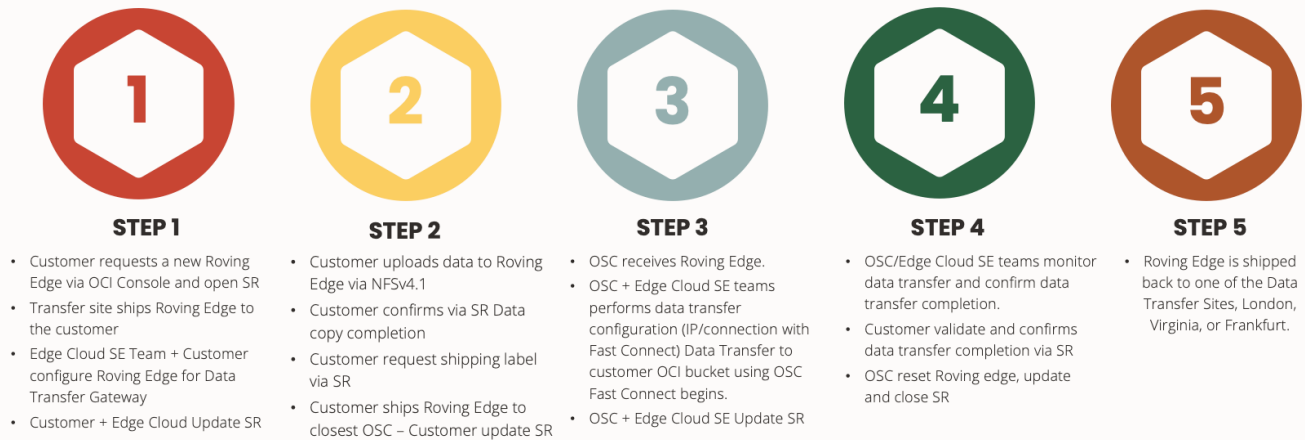 1
STEP 1
• Customer requests a new Roving
Edge via OCI Console and open SR
• Transfer site ships Roving Edge to
the customer
• Edge Cloud SE Team + Customer
configure Roving Edge for Data
Transfer Gateway
• Customer + Edge Cloud Update SR
2
STEP 2
• Customer uploads data to Roving
Edge via NFSv4.1
• Customer confirms via SR Data
copy completion
• Customer request shipping label
via SR
• Customer ships Roving Edge to
closest OSC – Customer update SR
3
STEP 3
• OSC receives Roving Edge.
• OSC + Edge Cloud SE teams
performs data transfer
configuration (IP/connection with
Fast Connect) Data Transfer to
customer OCI bucket using OSC
Fast Connect begins.
• OSC + Edge Cloud SE Update SR
4
STEP 4
• OSC/Edge Cloud SE teams monitor
data transfer and confirm data
transfer completion.
• Customer validate and confirms
data transfer completion via SR
• OSC reset Roving edge, update
and close SR
5
STEP 5
• Roving Edge is shipped
back to one of the Data
Transfer Sites, London,
Virginia, or Frankfurt.